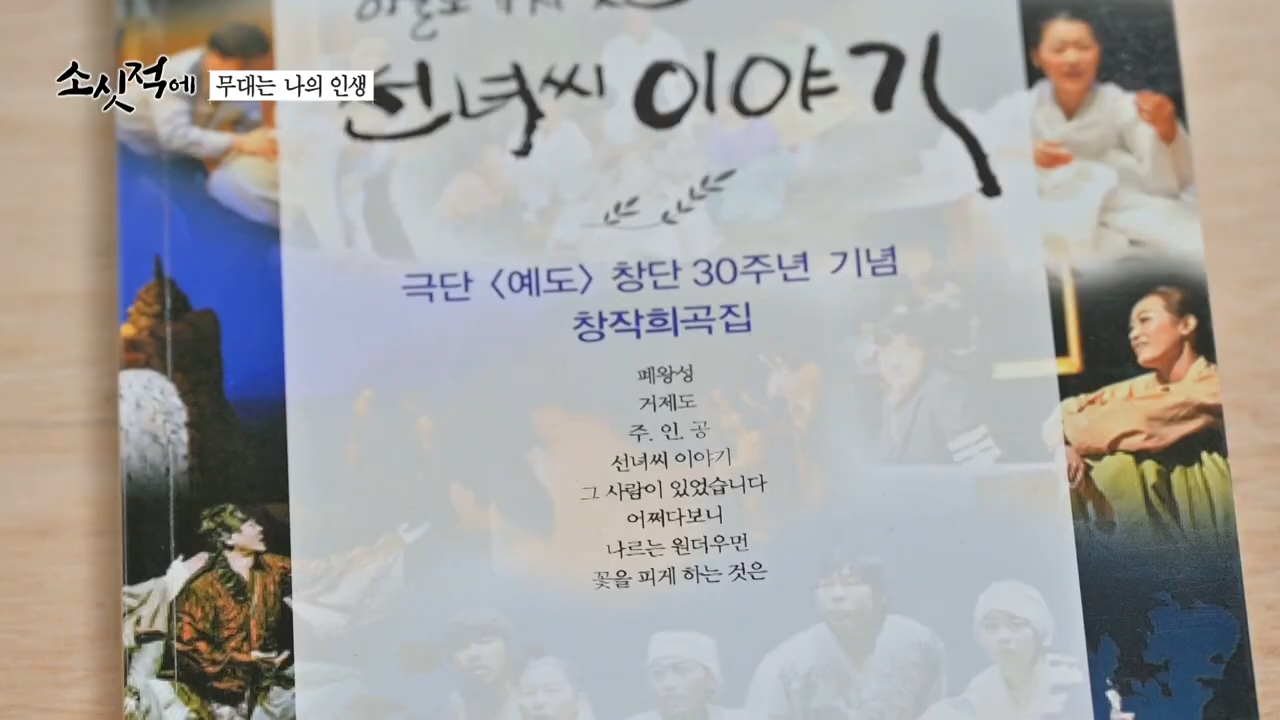 소싯적에 무대는 나의 인생
선녀씨 이야기
극단 〈예도〉 창단 30주년 기념
창작희곡집
폐왕성
거제도
주. 인. 공
선녀씨 이야기
그 사람이 있었습니다
어쩌다보니
나르는 원더우먼
꽃을 피게 하는 것은